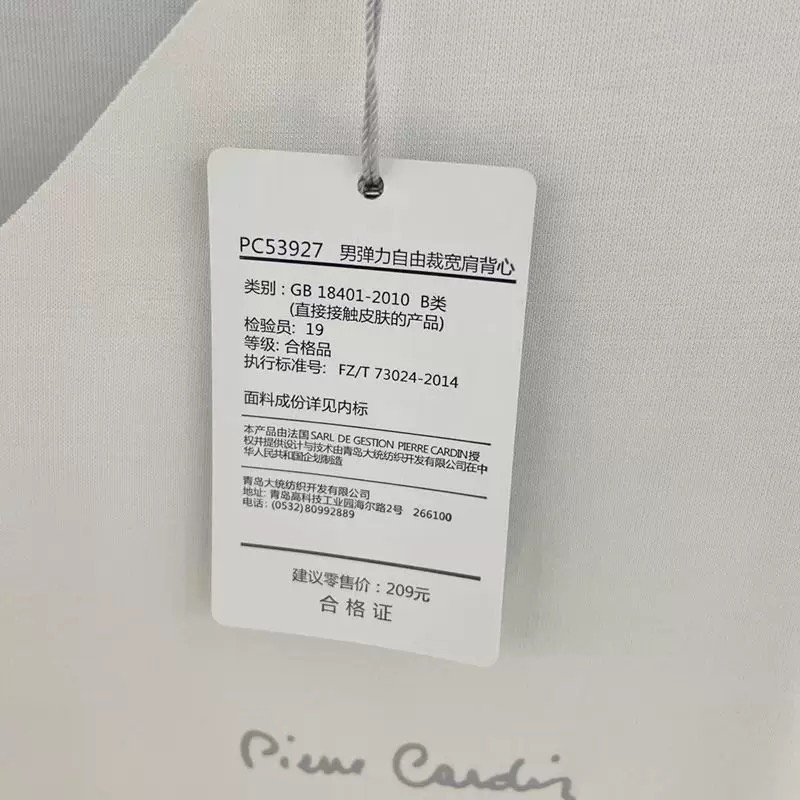 PC53927 男弹力自由裁宽肩背心
类别：GB 18401-2010 B类
(直接接触皮肤的产品)
检验员: 19
等级: 合格品
执行标准号: FZ/T 73024-2014
面料成份详见内标
本产品由法国SARL DE GESTION PIERRE CARDIN授
权并提供设计与技术由青岛大统纺织开发有限公司在中
华人民共和国企划制造
青岛大统纺织开发有限公司
地址: 青岛高科技工业园海尔路2号 266100
电话: (0532)80992889
建议零售价：209元
合格证
Pierre Cardin